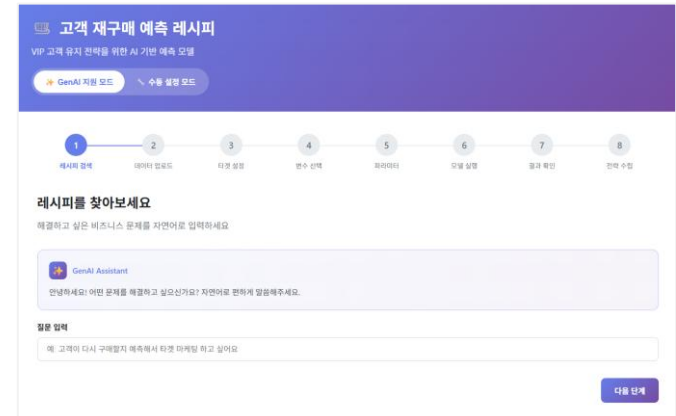 고객 재구매 예측 레시피
VIP 고객 유지 전략을 위한 AI 기반 예측 모델
GenAI 지원 모드
수동 설정 모드
1 2 3 4 5 6 7 8
레시피 검색 데이터 업로드 타겟 설정 변수 선택 파라미터 모델 실행 결과 확인 전략 수립
레시피를 찾아보세요
해결하고 싶은 비즈니스 문제를 자연어로 입력하세요
GenAI Assistant
안녕하세요! 어떤 문제를 해결하고 싶으신가요? 자연어로 편하게 말씀해주세요.
질문 입력
예: 고객이 다시 구매할지 예측해서 타겟 마케팅 하고 싶어요
다음 단계